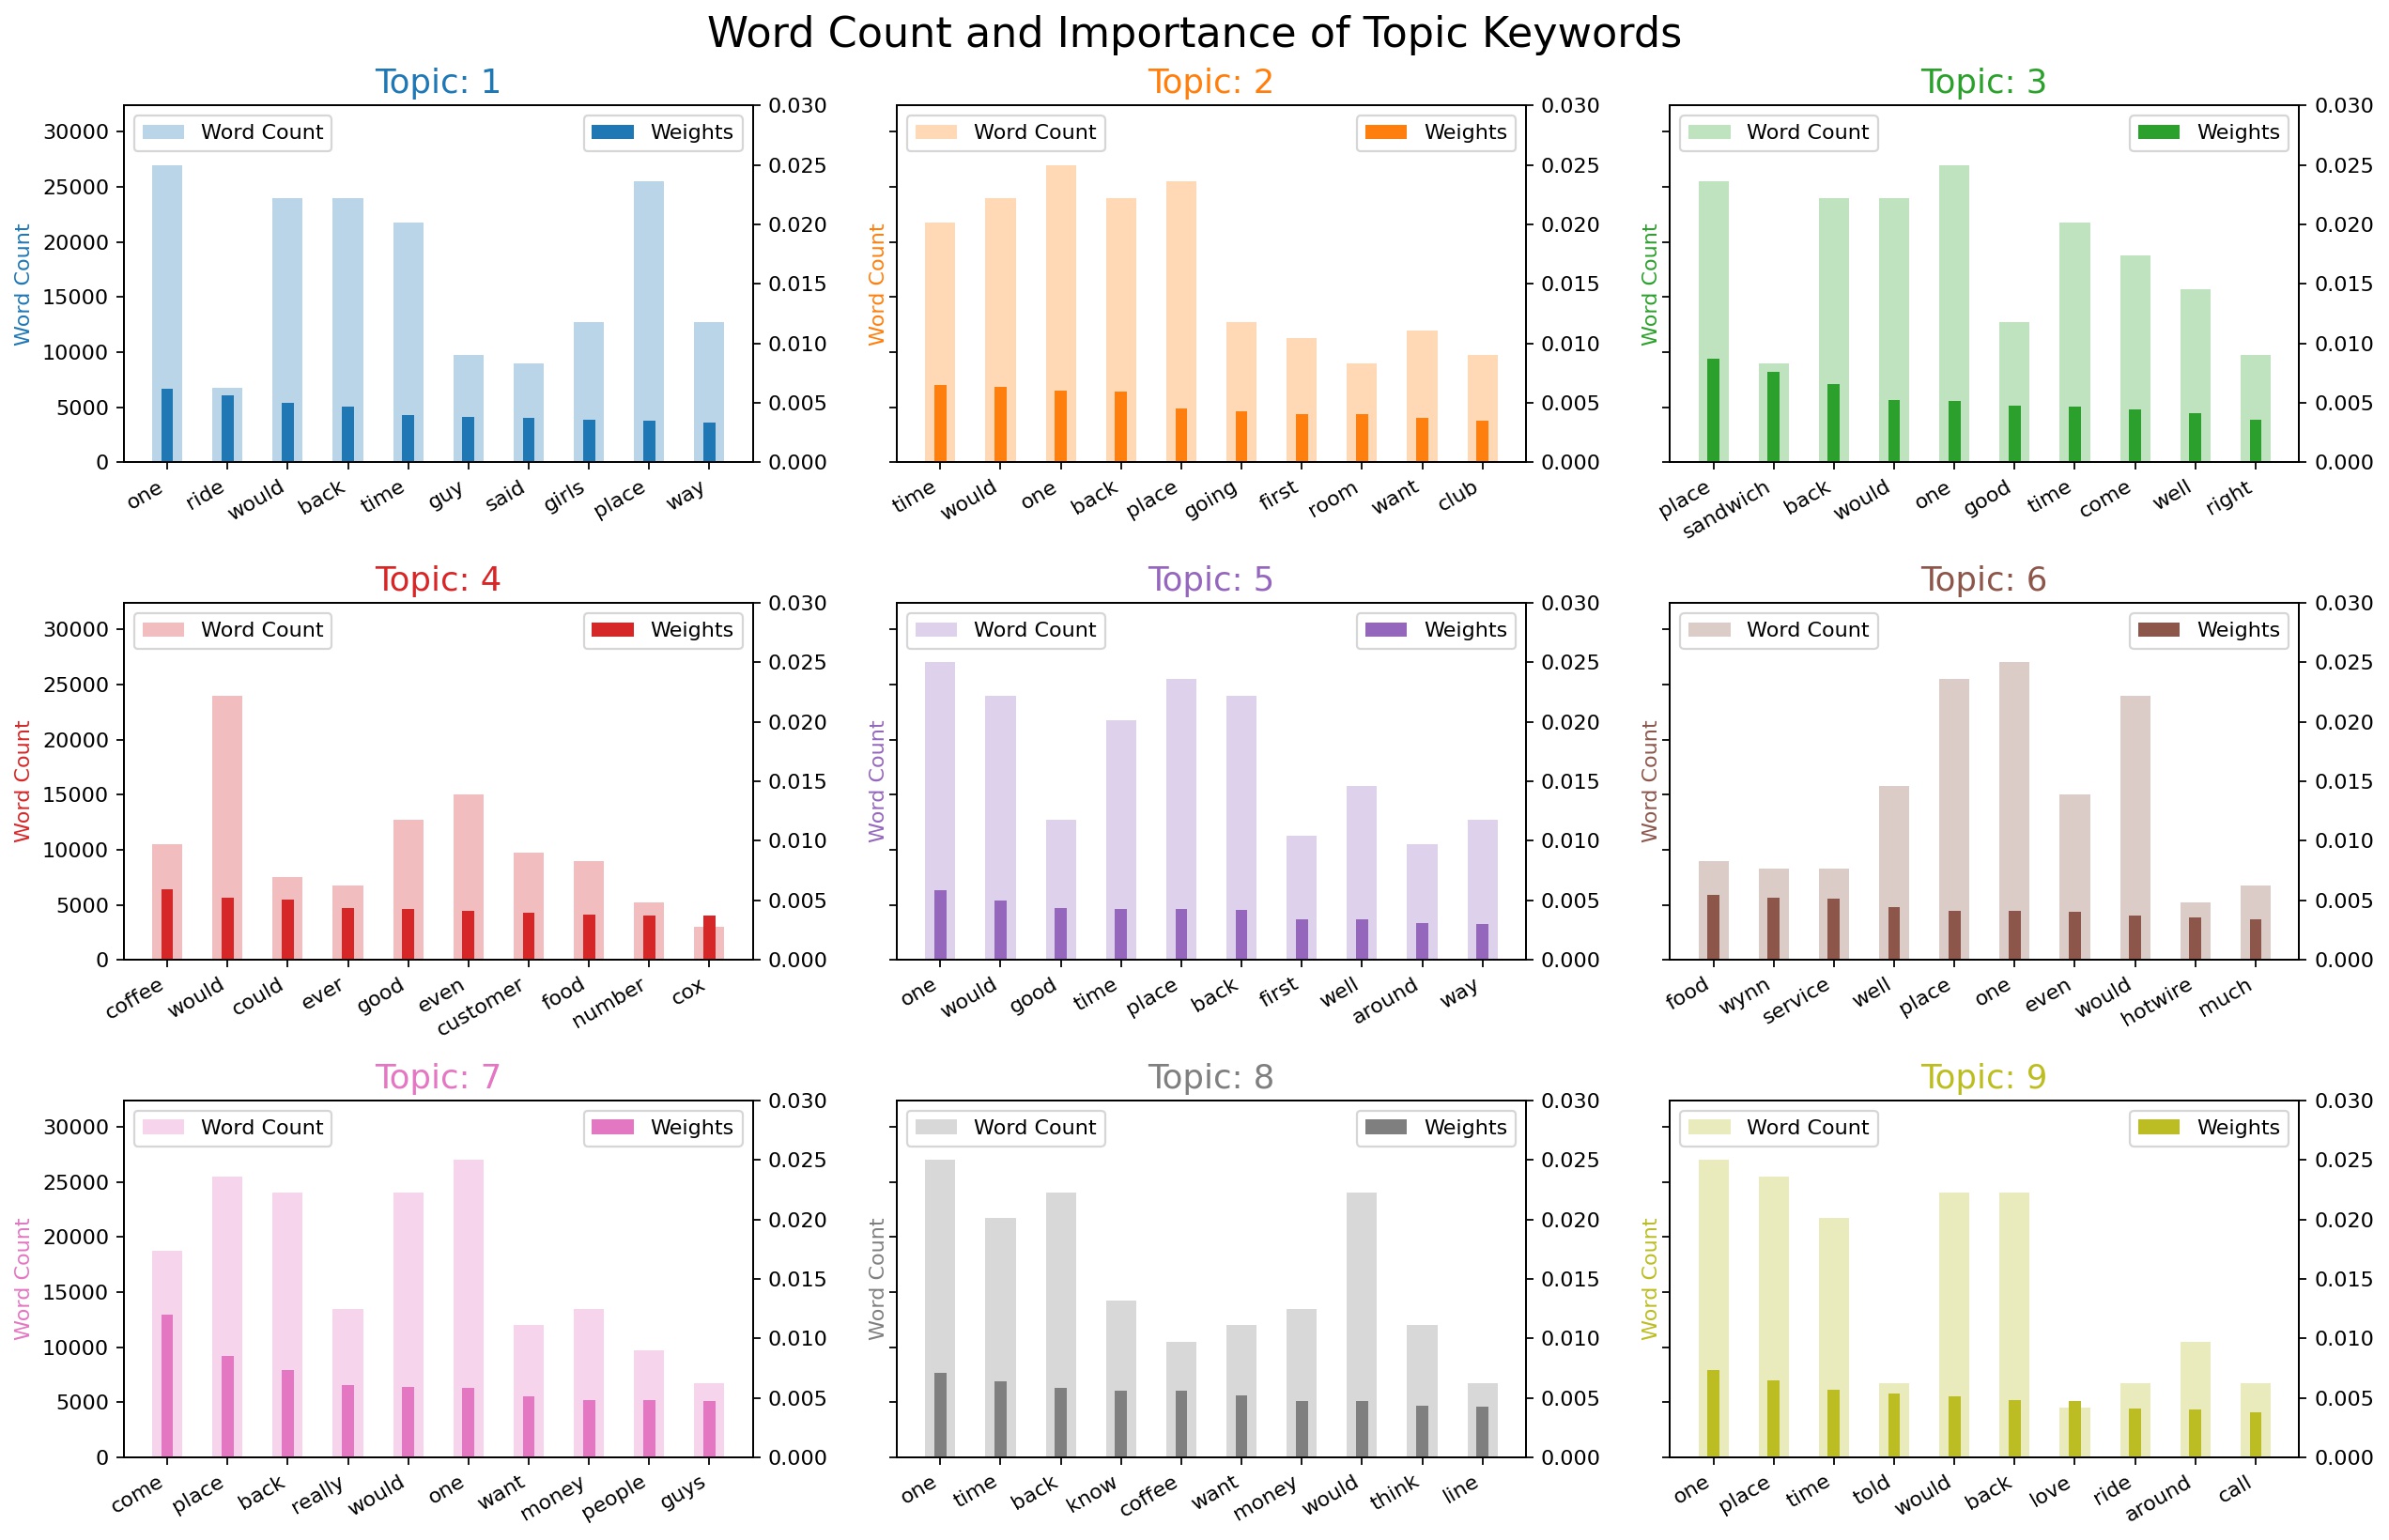 Word Count and Importance of Topic Keywords
Topic: 1
Word Count
Weights
Word Count
30000
25000
20000
15000
10000
5000
0
0.030
0.025
0.020
0.015
0.010
0.005
0.000
one ride would back time guy said girls place way
Topic: 2
Word Count
Weights
Word Count
0.030
0.025
0.020
0.015
0.010
0.005
0.000
time would one back place going first room want club
Topic: 3
Word Count
Weights
Word Count
0.030
0.025
0.020
0.015
0.010
0.005
0.000
place sandwich back would one good time come well right
Topic: 4
Word Count
Weights
Word Count
30000
25000
20000
15000
10000
5000
0
0.030
0.025
0.020
0.015
0.010
0.005
0.000
coffee would could ever good even customer food number cox
Topic: 5
Word Count
Weights
Word Count
0.030
0.025
0.020
0.015
0.010
0.005
0.000
one would good time place back first well around way
Topic: 6
Word Count
Weights
Word Count
0.030
0.025
0.020
0.015
0.010
0.005
0.000
food wynn service well place one even would hotwire much
Topic: 7
Word Count
Weights
Word Count
30000
25000
20000
15000
10000
5000
0
0.030
0.025
0.020
0.015
0.010
0.005
0.000
come place back really would one want money people guys
Topic: 8
Word Count
Weights
Word Count
0.030
0.025
0.020
0.015
0.010
0.005
0.000
one time back know coffee want money would think line
Topic: 9
Word Count
Weights
Word Count
0.030
0.025
0.020
0.015
0.010
0.005
0.000
one place time told would back love ride around call